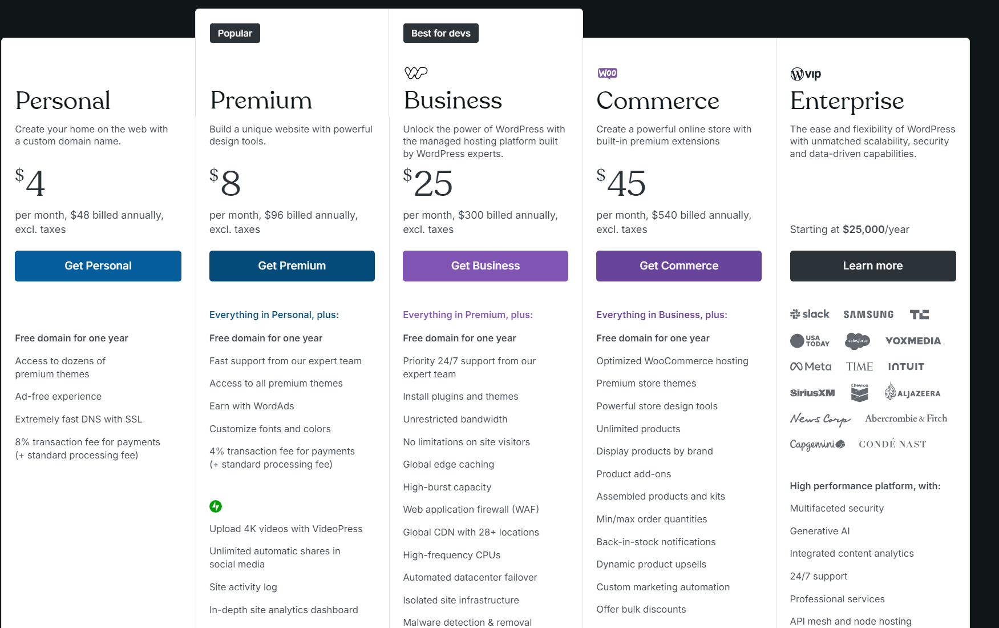 Popular
Best for devs
Personal
Create your home on the web with
a custom domain name.
$4
per month, $48 billed annually,
excl. taxes
Get Personal
Free domain for one year
Access to dozens of
premium themes
Ad-free experience
Extremely fast DNS with SSL
8% transaction fee for payments
(+ standard processing fee)
Premium
Build a unique website with powerful
design tools.
$8
per month, $96 billed annually,
excl. taxes
Get Premium
Everything in Personal, plus:
Free domain for one year
Fast support from our expert team
Access to all premium themes
Earn with WordAds
Customize fonts and colors
4% transaction fee for payments
(+ standard processing fee)
Upload 4K videos with VideoPress
Unlimited automatic shares in
social media
Site activity log
In-depth site analytics dashboard
WP
Business
Unlock the power of WordPress with
the managed hosting platform built
by WordPress experts.
$25
per month, $300 billed annually,
excl. taxes
Get Business
Everything in Premium, plus:
Free domain for one year
Priority 24/7 support from our
expert team
Install plugins and themes
Unrestricted bandwidth
No limitations on site visitors
Global edge caching
High-burst capacity
Web application firewall (WAF)
Global CDN with 28+ locations
High-frequency CPUs
Automated datacenter failover
Isolated site infrastructure
Malware detection & removal
Woo
Commerce
Create a powerful online store with
built-in premium extensions
$45
per month, $540 billed annually,
excl. taxes
Get Commerce
Everything in Business, plus:
Free domain for one year
Optimized WooCommerce hosting
Premium store themes
Powerful store design tools
Unlimited products
Display products by brand
Product add-ons
Assembled products and kits
Min/max order quantities
Back-in-stock notifications
Dynamic product upsells
Custom marketing automation
Offer bulk discounts
W VIP
Enterprise
The ease and flexibility of WordPress
with unmatched scalability, security
and data-driven capabilities.
Starting at $25,000/year
Learn more
slack SAMSUNG TC
USA TODAY salesforce VOXMEDIA
Meta TIME INTUIT
SiriusXM Chevron ALJAZEERA
News Corp Abercrombie & Fitch
Capgemini CONDÉ NAST
High performance platform, with:
Multifaceted security
Generative AI
Integrated content analytics
24/7 support
Professional services
API mesh and node hosting